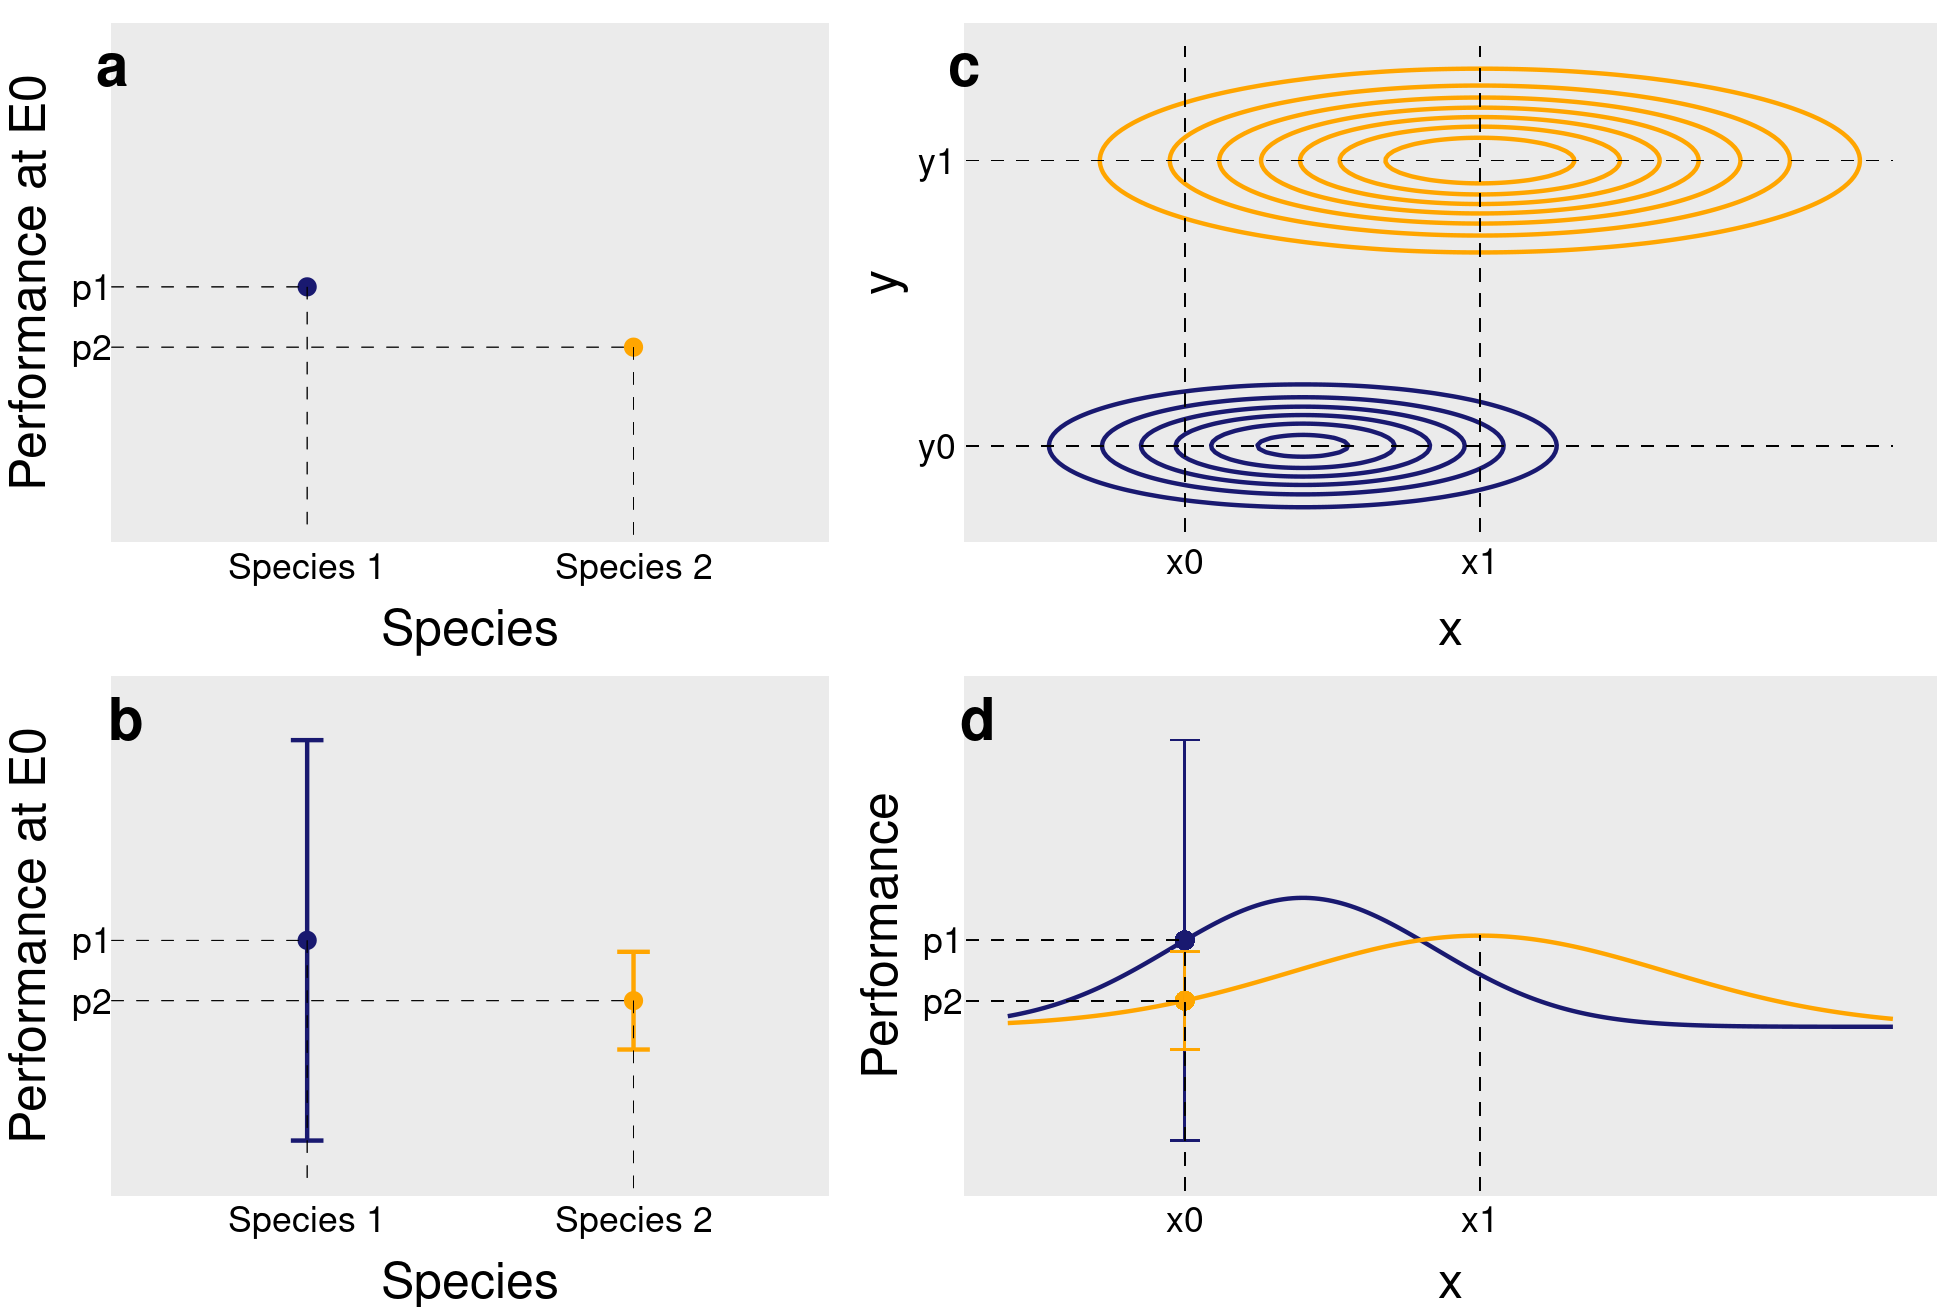 a
Performance at E0
p1
p2
Species 1
Species 2
Species
c
y
y1
y0
x0
x1
x
b
Performance at E0
p1
p2
Species 1
Species 2
Species
d
Performance
p1
p2
x0
x1
x